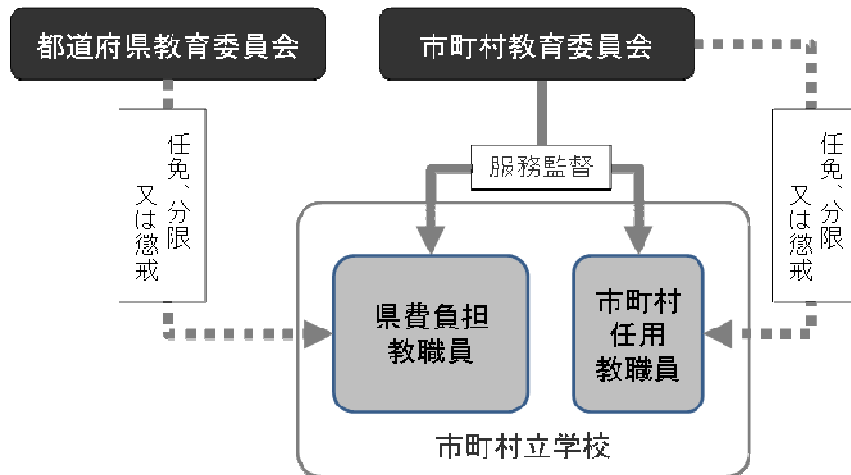 都道府県教育委員会
市町村教育委員会
任免、分限
又は懲戒
服務監督
任免、分限
又は懲戒
県費負担
教職員
市町村
任用
教職員
市町村立学校